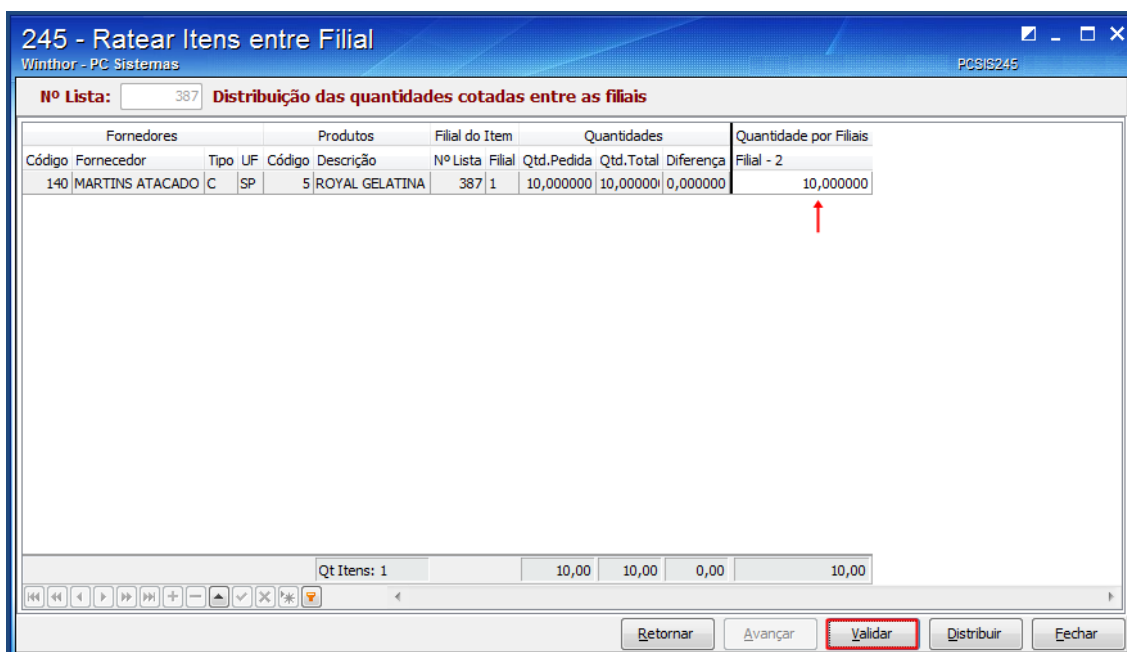 245 - Ratear Itens entre Filial
Winthor - PC Sistemas
PCSIS245
Nº Lista: 387 Distribuição das quantidades cotadas entre as filiais
Fornedores Produtos Filial do Item Quantidades Quantidade por Filiais
Código Fornecedor Tipo UF Código Descrição Nº Lista Filial Qtd.Pedida Qtd.Total Diferença Filial - 2
140 MARTINS ATACADO C SP 5 ROYAL GELATINA 387 1 10,000000 10,00000 0,000000 10,000000
Qt Itens: 1 10,00 10,00 0,00 10,00
Retornar Avançar Validar Distribuir Fechar